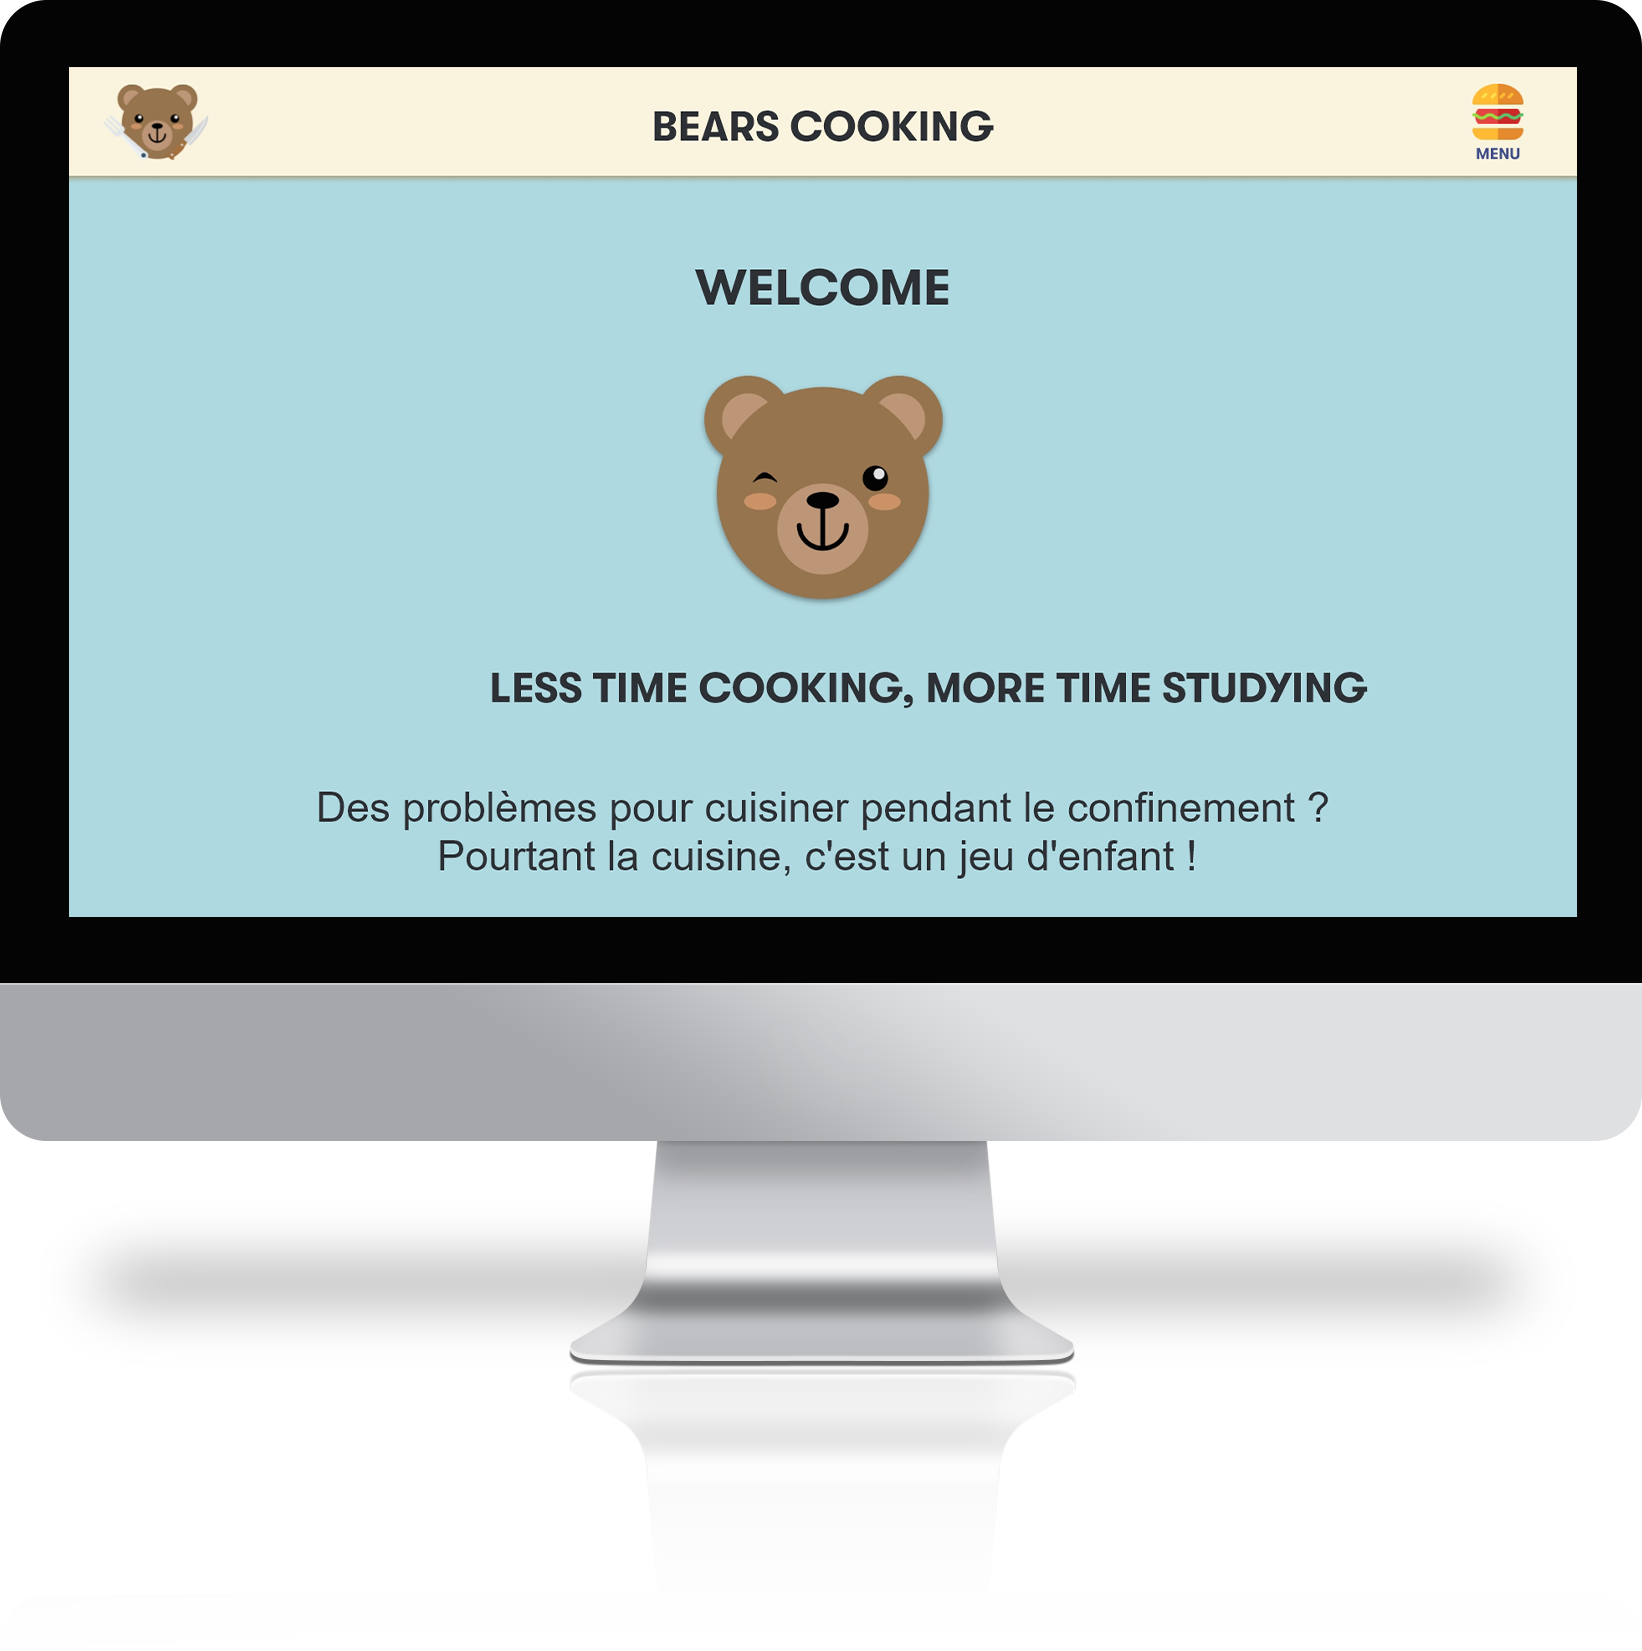 BEARS COOKING
MENU
WELCOME
LESS TIME COOKING, MORE TIME STUDYING
Des problèmes pour cuisiner pendant le confinement ?
Pourtant la cuisine, c'est un jeu d'enfant !